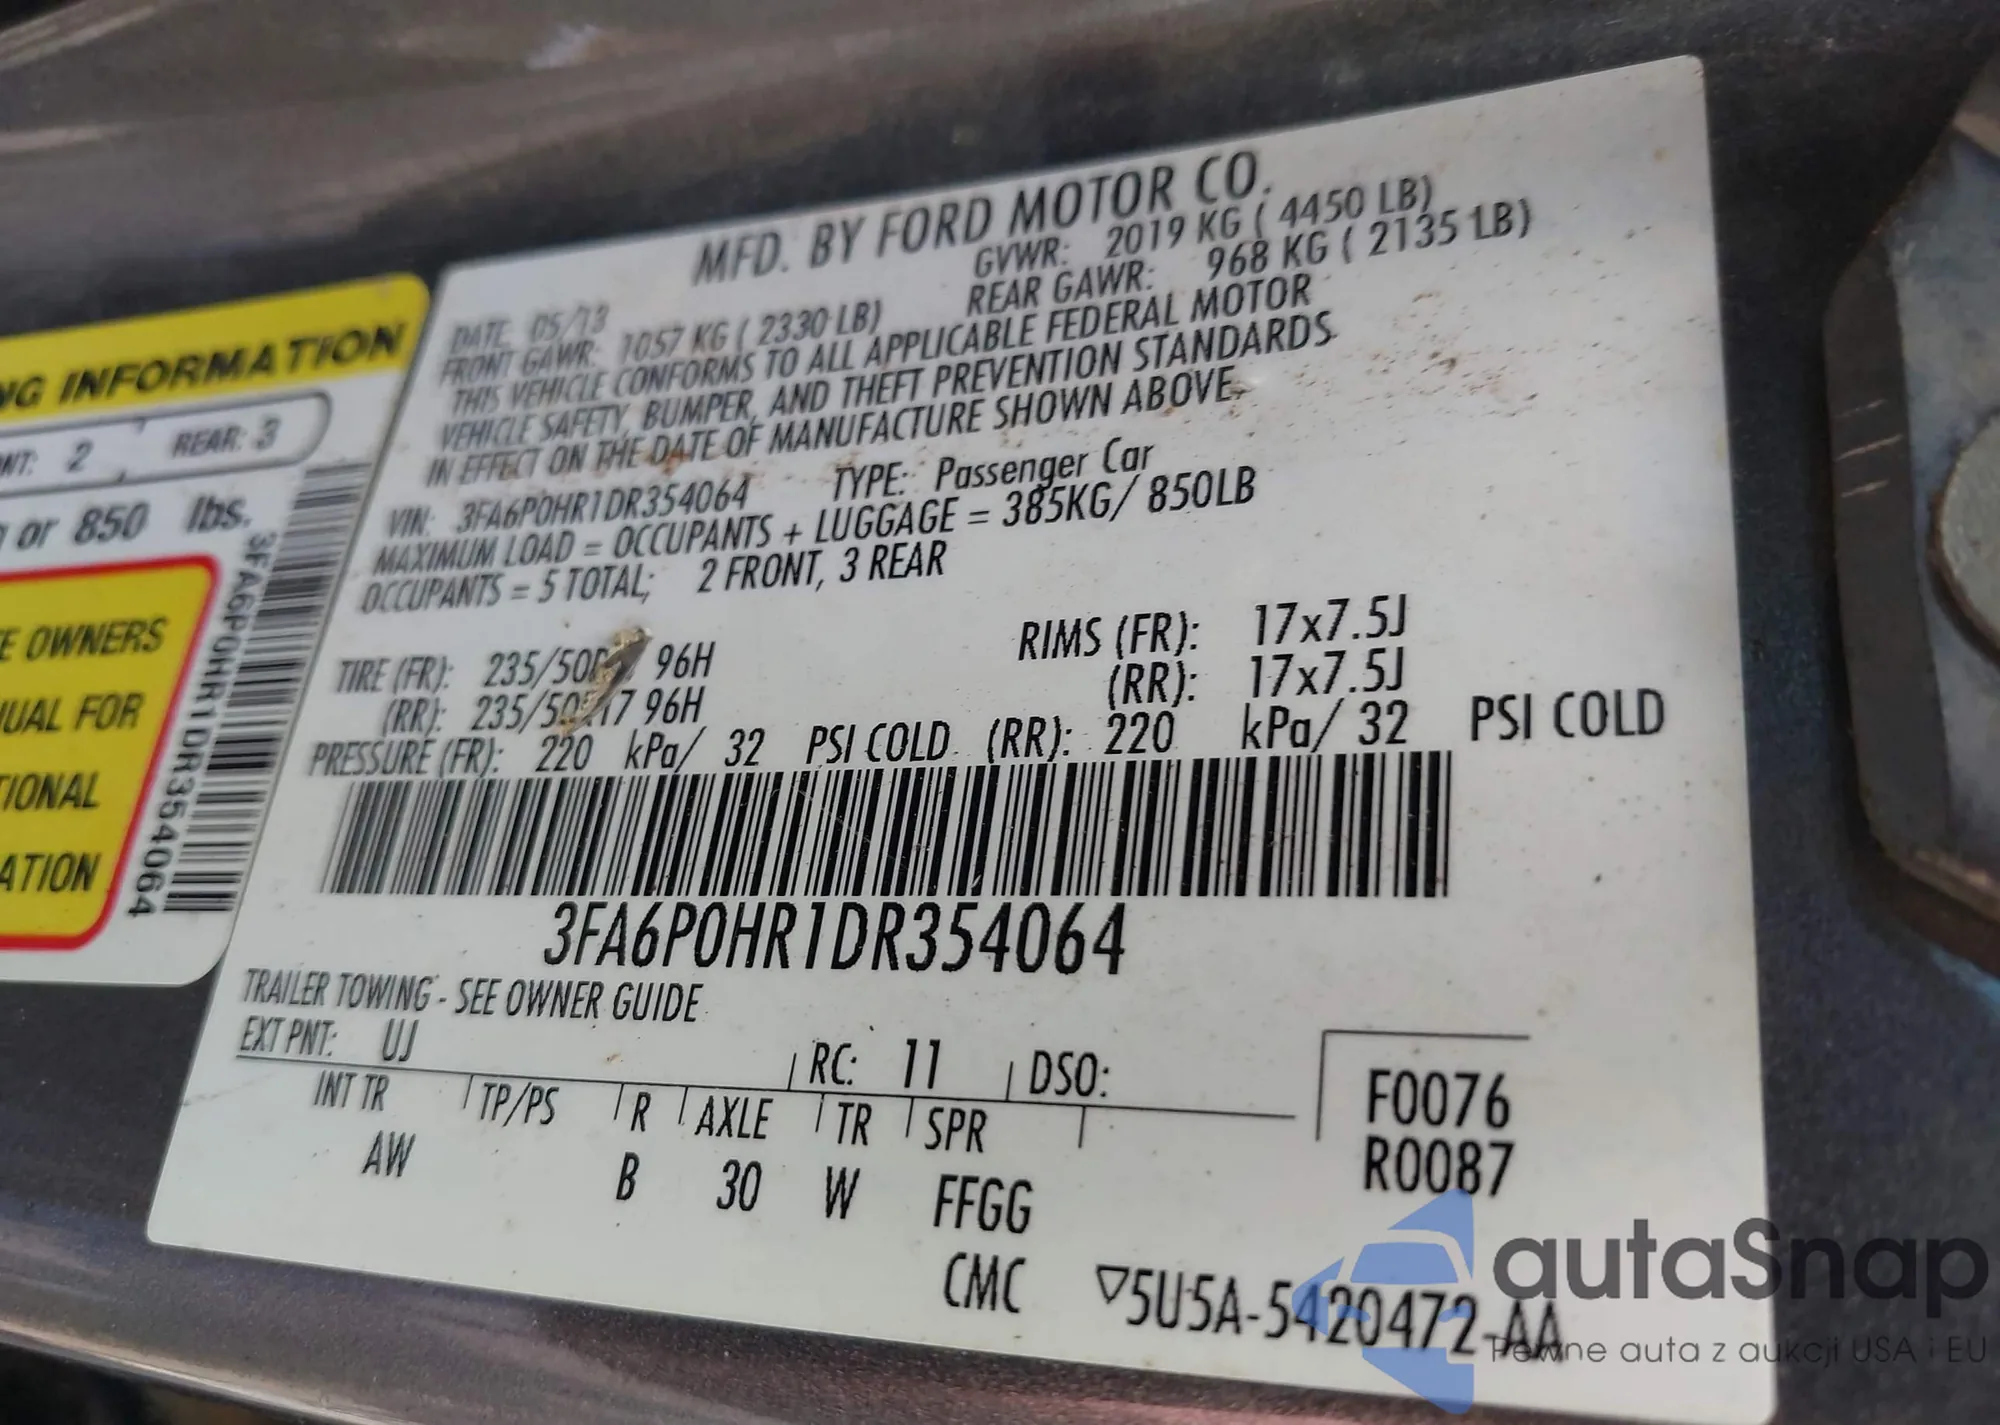 MFD. BY FORD MOTOR CO.
DATE: 05/13 GVWR: 2019 KG ( 4450 LB)
FRONT GAWR: 1057 KG ( 2330 LB) REAR GAWR: 968 KG ( 2135 LB)
THIS VEHICLE CONFORMS TO ALL APPLICABLE FEDERAL MOTOR
VEHICLE SAFETY, BUMPER, AND THEFT PREVENTION STANDARDS
IN EFFECT ON THE DATE OF MANUFACTURE SHOWN ABOVE.
VIN: 3FA6P0HR1DR354064 TYPE: Passenger Car
MAXIMUM LOAD = OCCUPANTS + LUGGAGE = 385KG/ 850LB
OCCUPANTS = 5 TOTAL; 2 FRONT, 3 REAR
TIRE (FR): 96H RIMS (FR): 17x7.5J
(RR): 96H (RR): 17x7.5J
PRESSURE (FR): 220 kPa/ 32 PSI COLD (RR): 220 kPa/ 32 PSI COLD
3FA6P0HR1DR354064
TRAILER TOWING - SEE OWNER GUIDE
EXT PNT: UJ RC: 11 DSO:
INT TR TP/PS R AXLE TR SPR
AW B 30 W FFGG
F0076
R0087
CMC ▽5U5A-5420472-AA
INFORMATION
2 REAR: 3
or 850 lbs.
OWNERS
FOR
3FA6P0HR1DR354064
autaSnap
Pewne auta z aukcji USA i EU